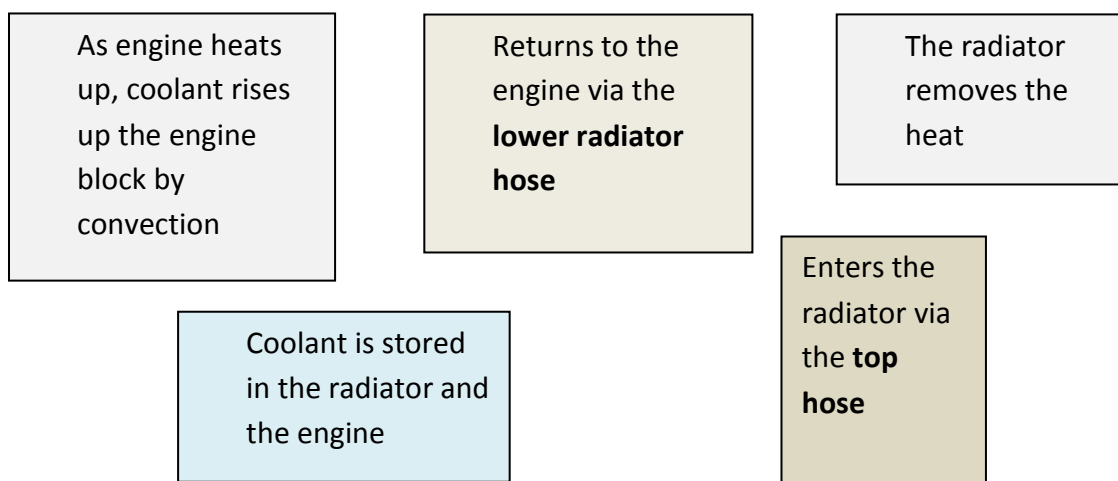 As engine heats
up, coolant rises
up the engine
block by
convection
Returns to the
engine via the
lower radiator
hose
The radiator
removes the
heat
Coolant is stored
in the radiator and
the engine
Enters the
radiator via
the top
hose